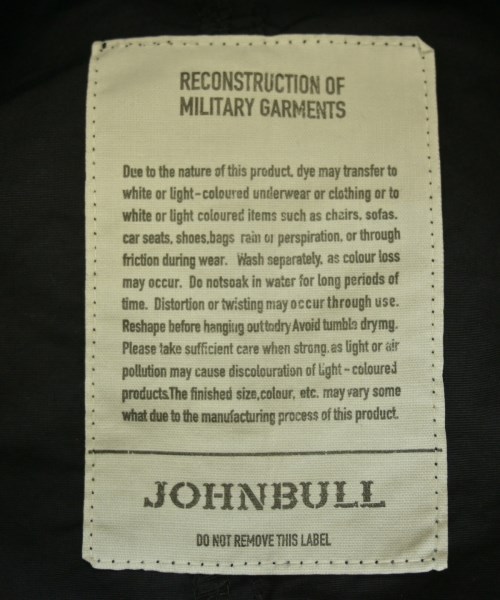 RECONSTRUCTION OF
MILITARY GARMENTS
Due to the nature of this product, dye may transfer to
white or light-coloured underwear or clothing or to
white or light coloured items such as chairs, sofas.
car seats, shoes,bags rain or perspiration, or through
friction during wear. Wash separately, as colour loss
may occur. Do notsoak in water for long periods of
time. Distortion or twisting may occur through use.
Reshape before hanging out to dry Avoid tumble drying.
Please take sufficient care when strong, as light or air
pollution may cause discolouration of light-coloured
products.The finished size,colour, etc. may vary some
what due to the manufacturing process of this product.
JOHNBULL
DO NOT REMOVE THIS LABEL